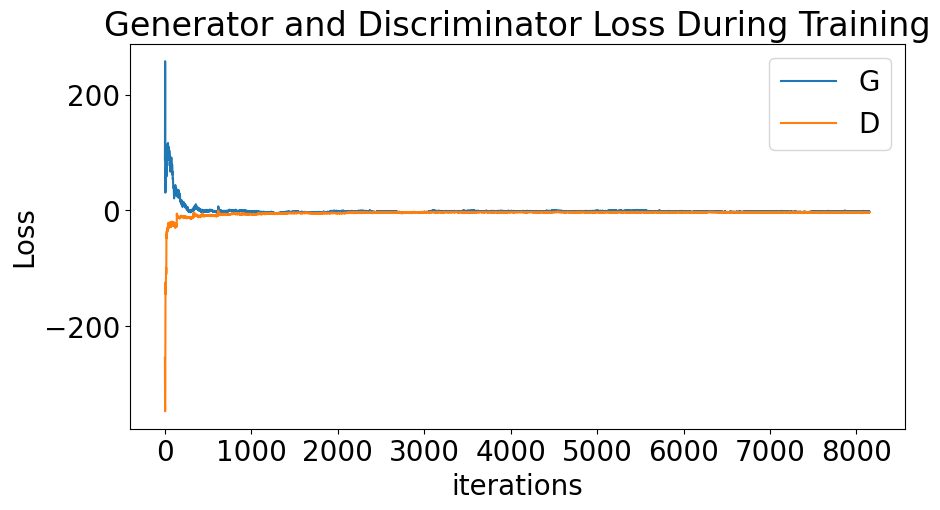 Generator and Discriminator Loss During Training
G
D
Loss
200
0
−200
0 1000 2000 3000 4000 5000 6000 7000 8000
iterations